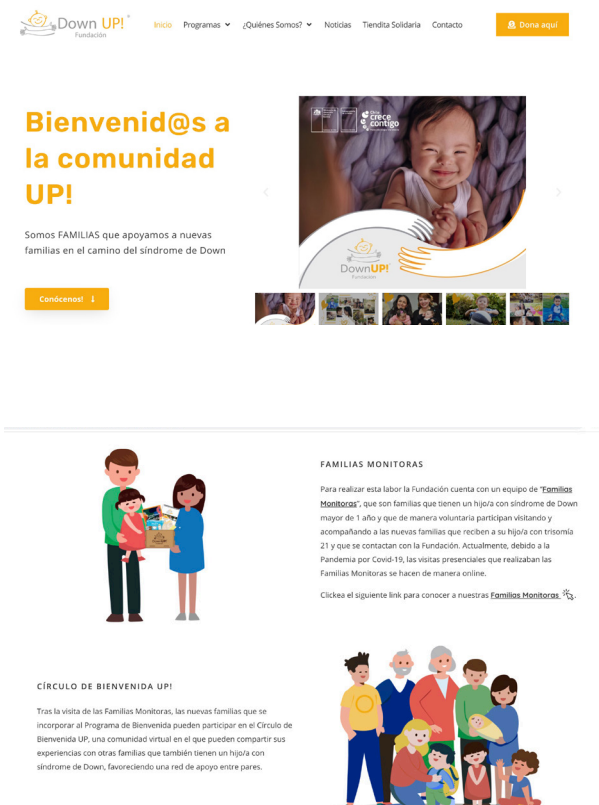 Down UP!
Fundación
Inicio
Programas
¿Quiénes Somos?
Noticias
Tiendita Solidaria
Contacto
Dona aquí
Bienvenid@s a
la comunidad
UP!
Somos FAMILIAS que apoyamos a nuevas
familias en el camino del síndrome de Down
Conócenos!
crece
contigo
DownUP!
Fundación
FAMILIAS MONITORAS
Para realizar esta labor la Fundación cuenta con un equipo de "Familias
Monitoras", que son familias que tienen un hijo/a con síndrome de Down
mayor de 1 año y que de manera voluntaria participan visitando y
acompañando a las nuevas familias que reciben a su hijo/a con trisomía
21 y que se contactan con la Fundación. Actualmente, debido a la
Pandemia por Covid-19, las visitas presenciales que realizaban las
Familias Monitoras se hacen de manera online.
Clickea el siguiente link para conocer a nuestras Familias Monitoras .
CÍRCULO DE BIENVENIDA UP!
Tras la visita de las Familias Monitoras, las nuevas familias que se
incorporar al Programa de Bienvenida pueden participar en el Círculo de
Bienvenida UP, una comunidad virtual en el que pueden compartir sus
experiencias con otras familias que también tienen un hijo/a con
síndrome de Down, favoreciendo una red de apoyo entre pares.